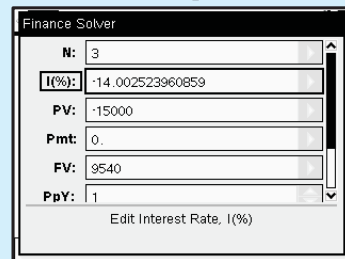 Finance Solver
N: 3
I(%): -14.002523960859
PV: -15000
Pmt: 0.
FV: 9540
PpY: 1
Edit Interest Rate, I(%)